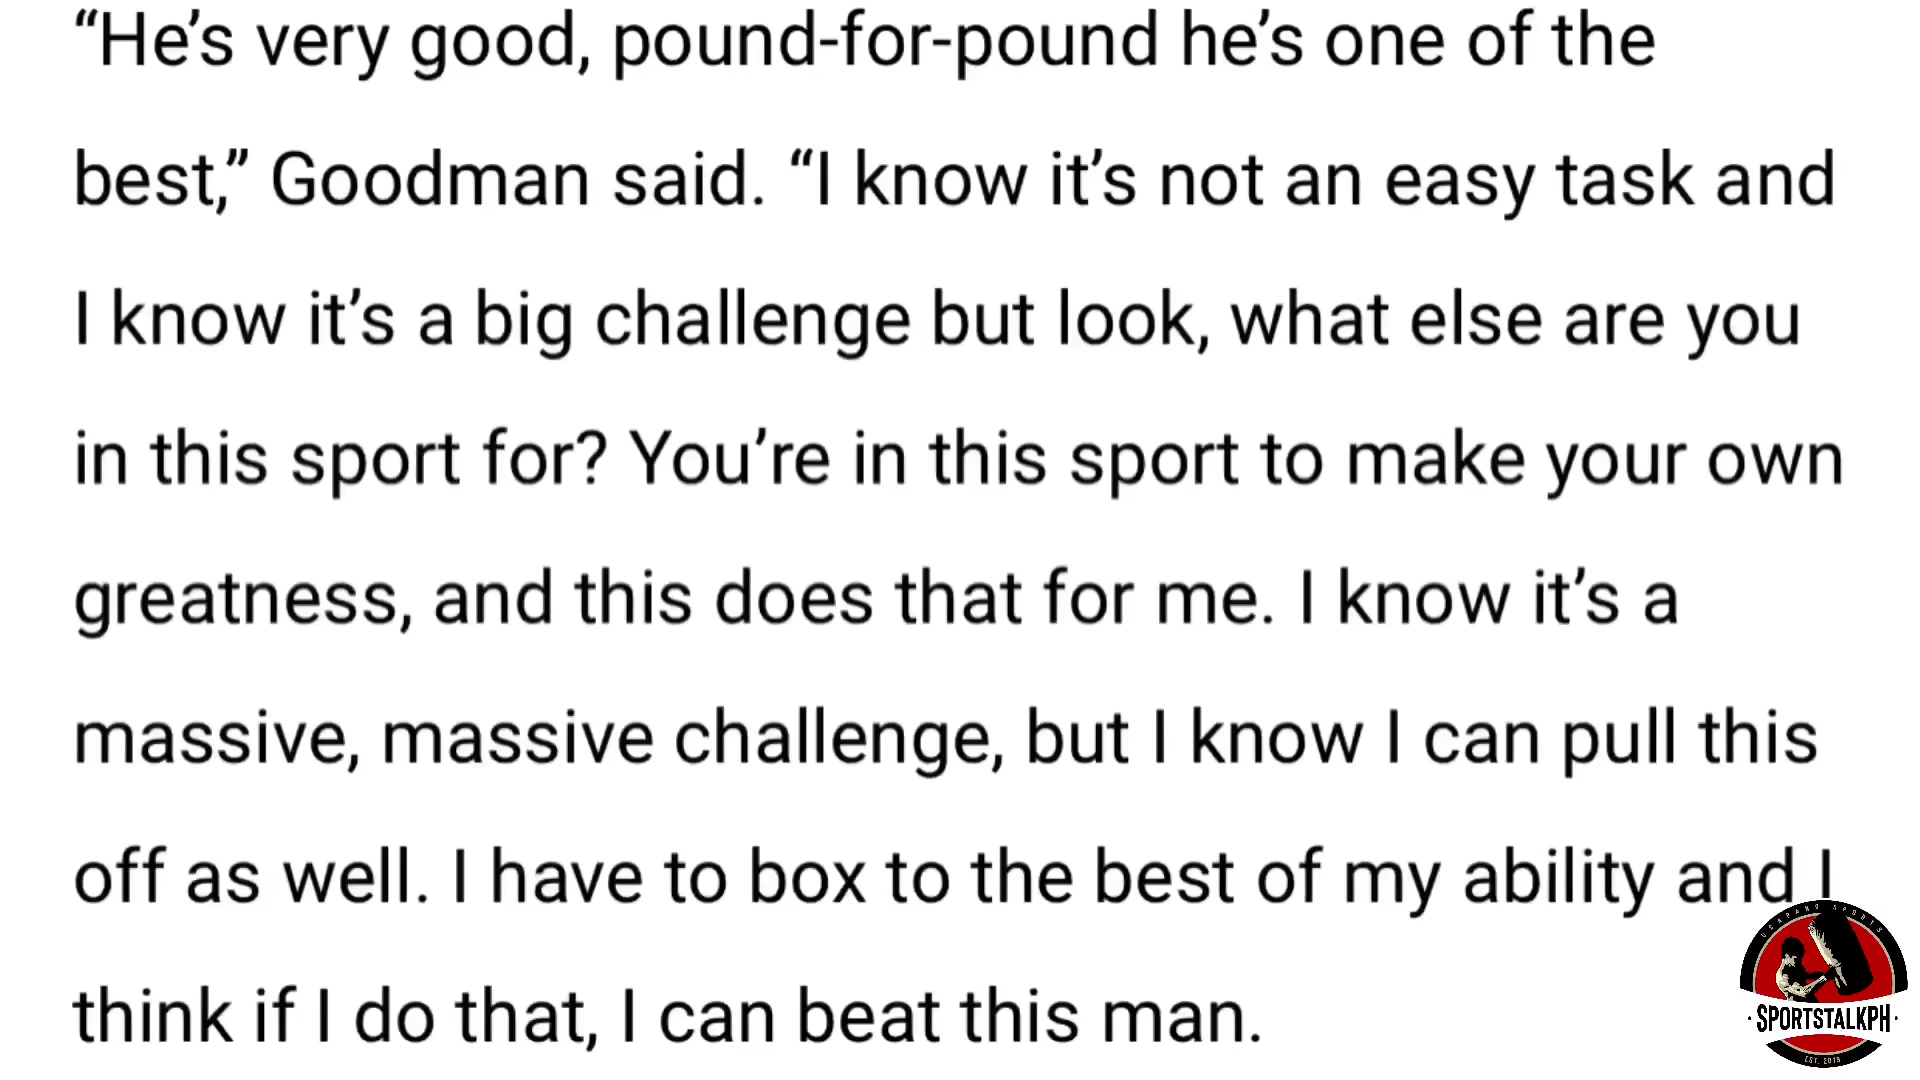 “He’s very good, pound-for-pound he’s one of the
best,” Goodman said. “I know it’s not an easy task and
I know it’s a big challenge but look, what else are you
in this sport for? You’re in this sport to make your own
greatness, and this does that for me. I know it’s a
massive, massive challenge, but I know I can pull this
off as well. I have to box to the best of my ability and I
think if I do that, I can beat this man.
USAPANG SPORTS
·SPORTSTALKPH·
EST. 2019